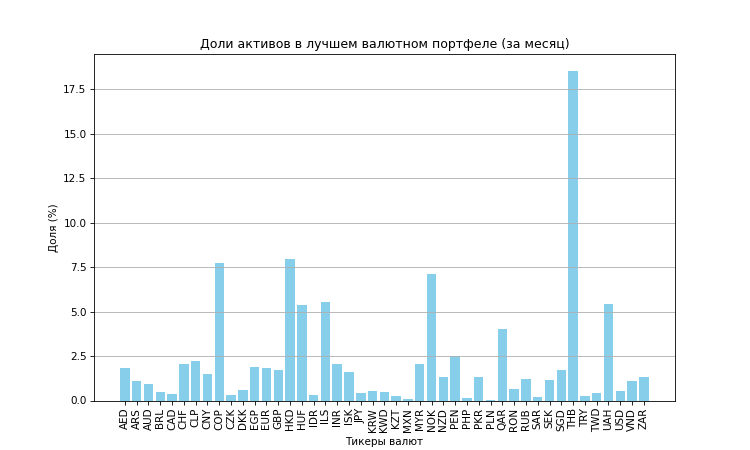 Доли активов в лучшем валютном портфеле (за месяц)
Доля (%)
17.5
15.0
12.5
10.0
7.5
5.0
2.5
0.0
AED ARS AUD BRL CAD CHF CLP CNY COP CZK DKK EGP EUR GBP HKD HUF IDR ILS INR ISK JPY KRW KWD KZT MXN MYR NOK NZD PEN PHP PKR PLN QAR RON RUB SAR SEK SGD THB TRY TWD UAH USD VND ZAR
Тикеры валют